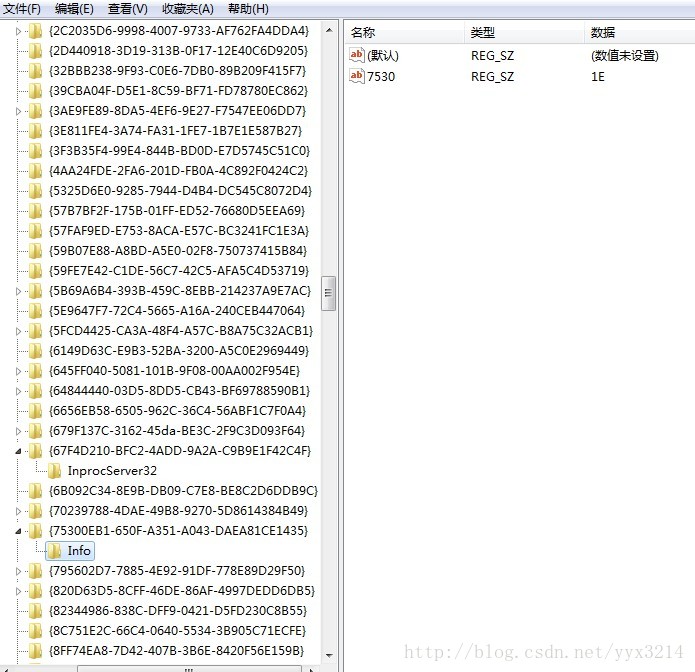 文件(F) 编辑(E) 查看(V) 收藏夹(A) 帮助(H)
{2C2035D6-9998-4007-9733-AF762FA4DDA4}
{2D440918-3D19-313B-0F17-12E40C6D9205}
{32BBB238-9F93-C0E6-7DB0-89B209F415F7}
{39CBA04F-D5E1-8C59-BF71-FD78780EC862}
{3AE9FE89-8DA5-4EF6-9E27-F7547EE06DD7}
{3E811FE4-3A74-FA31-1FE7-1B7E1E587B27}
{3F3B35F4-99E4-844B-BD0D-E7D5745C51C0}
{4AA24FDE-2FA6-201D-FB0A-4C892F0424C2}
{5325D6E0-9285-7944-D4B4-DC545C8072D4}
{57B7BF2F-175B-01FF-ED52-76680D5EEA69}
{57FAF9ED-E753-8ACA-E57C-BC3241FC1E3A}
{59B07E88-A8BD-A5E0-02F8-750737415B84}
{59FE7E42-C1DE-56C7-42C5-AFA5C4D53719}
{5B69A6B4-393B-459C-8EBB-214237A9E7AC}
{5E9647F7-72C4-5665-A16A-240CEB447064}
{5FCD4425-CA3A-48F4-A57C-B8A75C32ACB1}
{6149D63C-E9B3-52BA-3200-A5C0E2969449}
{645FF040-5081-101B-9F08-00AA002F954E}
{64844440-03D5-8DD5-CB43-BF69788590B1}
{6656EB58-6505-962C-36C4-56ABF1C7F0A4}
{679F137C-3162-45da-BE3C-2F9C3D093F64}
{67F4D210-BFC2-4ADD-9A2A-C9B9E1F42C4F}
InprocServer32
{6B092C34-8E9B-DB09-C7E8-BE8C2D6DDB9C}
{70239788-4DAE-49B8-9270-5D8614384B49}
{75300EB1-650F-A351-A043-DAEA81CE1435}
Info
{795602D7-7885-4E92-91DF-778E89D29F50}
{820D63D5-8CFF-46DE-86AF-4997DEDD6DB5}
{82344986-838C-DFF9-0421-D5FD230C8B55}
{8C751E2C-66C4-0640-5534-3B905C71ECFE}
{8FF74EA8-7D42-407B-3B6E-8420F56E159B}
名称 类型 数据
(默认) REG_SZ (数值未设置)
7530 REG_SZ 1E
http://blog.csdn.net/yyx3214